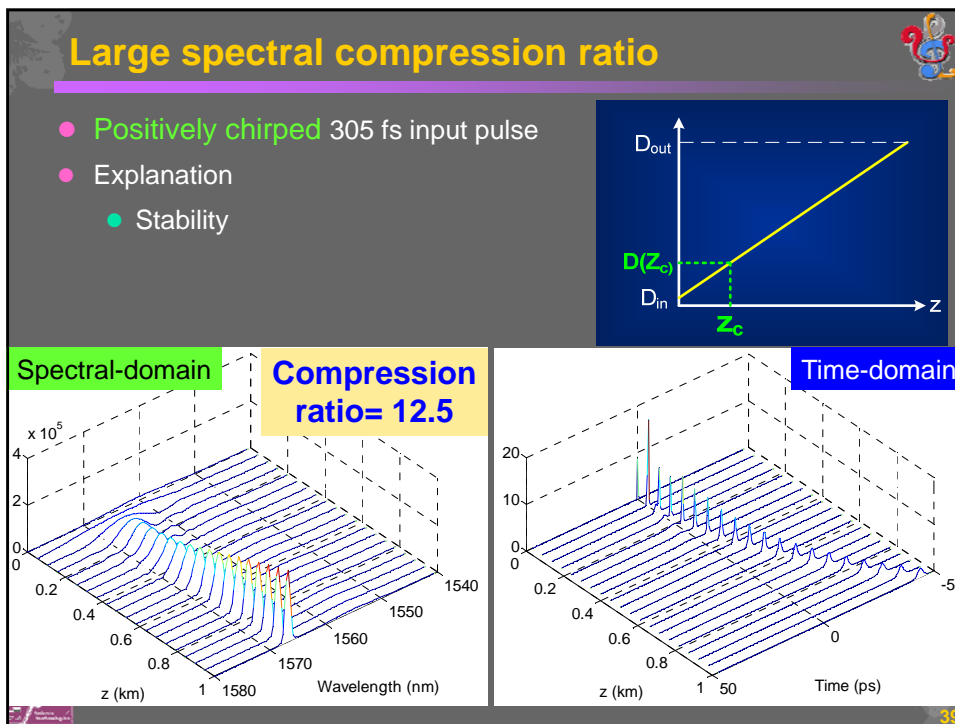 Large spectral compression ratio
Positively chirped 305 fs input pulse
Explanation
Stability
D_out
D(Z_c)
D_in
z
Z_c
Spectral-domain
Compression
ratio= 12.5
x 10^5
4
2
0
0
0.2
0.4
0.6
0.8
1
1580
1570
1560
1550
1540
z (km)
Wavelength (nm)
Time-domain
20
10
0
0
0.2
0.4
0.6
0.8
1
50
0
-5
z (km)
Time (ps)
39